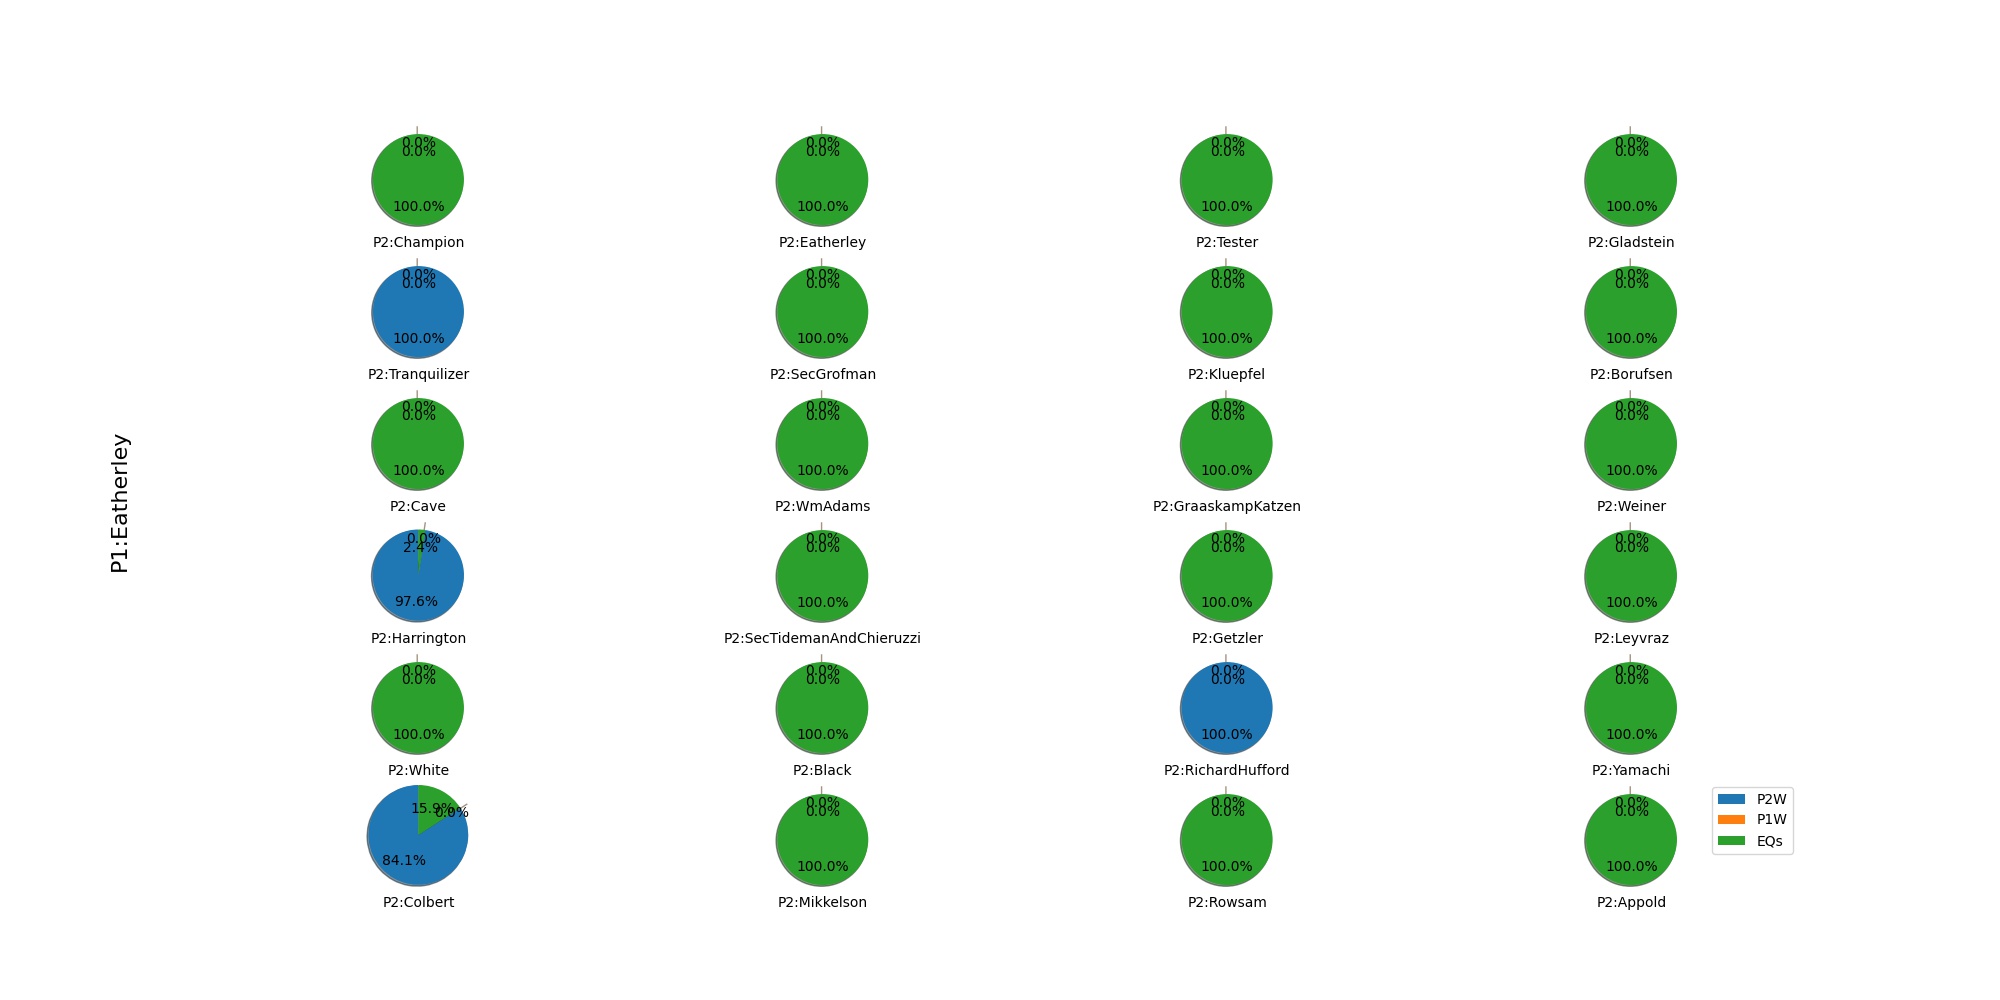 P1:Eatherley
0.0%
0.0%
100.0%
P2:Champion
0.0%
0.0%
100.0%
P2:Eatherley
0.0%
0.0%
100.0%
P2:Tester
0.0%
0.0%
100.0%
P2:Gladstein
0.0%
0.0%
100.0%
P2:Tranquilizer
0.0%
0.0%
100.0%
P2:SecGrofman
0.0%
0.0%
100.0%
P2:Kluepfel
0.0%
0.0%
100.0%
P2:Borufsen
0.0%
0.0%
100.0%
P2:Cave
0.0%
0.0%
100.0%
P2:WmAdams
0.0%
0.0%
100.0%
P2:GraaskampKatzen
0.0%
0.0%
100.0%
P2:Weiner
0.0%
2.4%
97.6%
P2:Harrington
0.0%
0.0%
100.0%
P2:SecTidemanAndChieruzzi
0.0%
0.0%
100.0%
P2:Getzler
0.0%
0.0%
100.0%
P2:Leyvraz
0.0%
0.0%
100.0%
P2:White
0.0%
0.0%
100.0%
P2:Black
0.0%
0.0%
100.0%
P2:RichardHufford
0.0%
0.0%
100.0%
P2:Yamachi
15.9%
0.0%
84.1%
P2:Colbert
0.0%
0.0%
100.0%
P2:Mikkelson
0.0%
0.0%
100.0%
P2:Rowsam
0.0%
0.0%
100.0%
P2:Appold
P2W
P1W
EQs